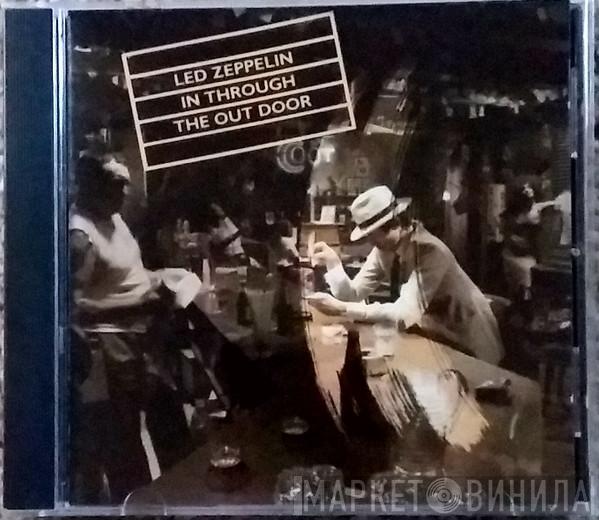 LED ZEPPELIN
IN THROUGH
THE OUT DOOR
МАРКЕТ ВИНИЛА